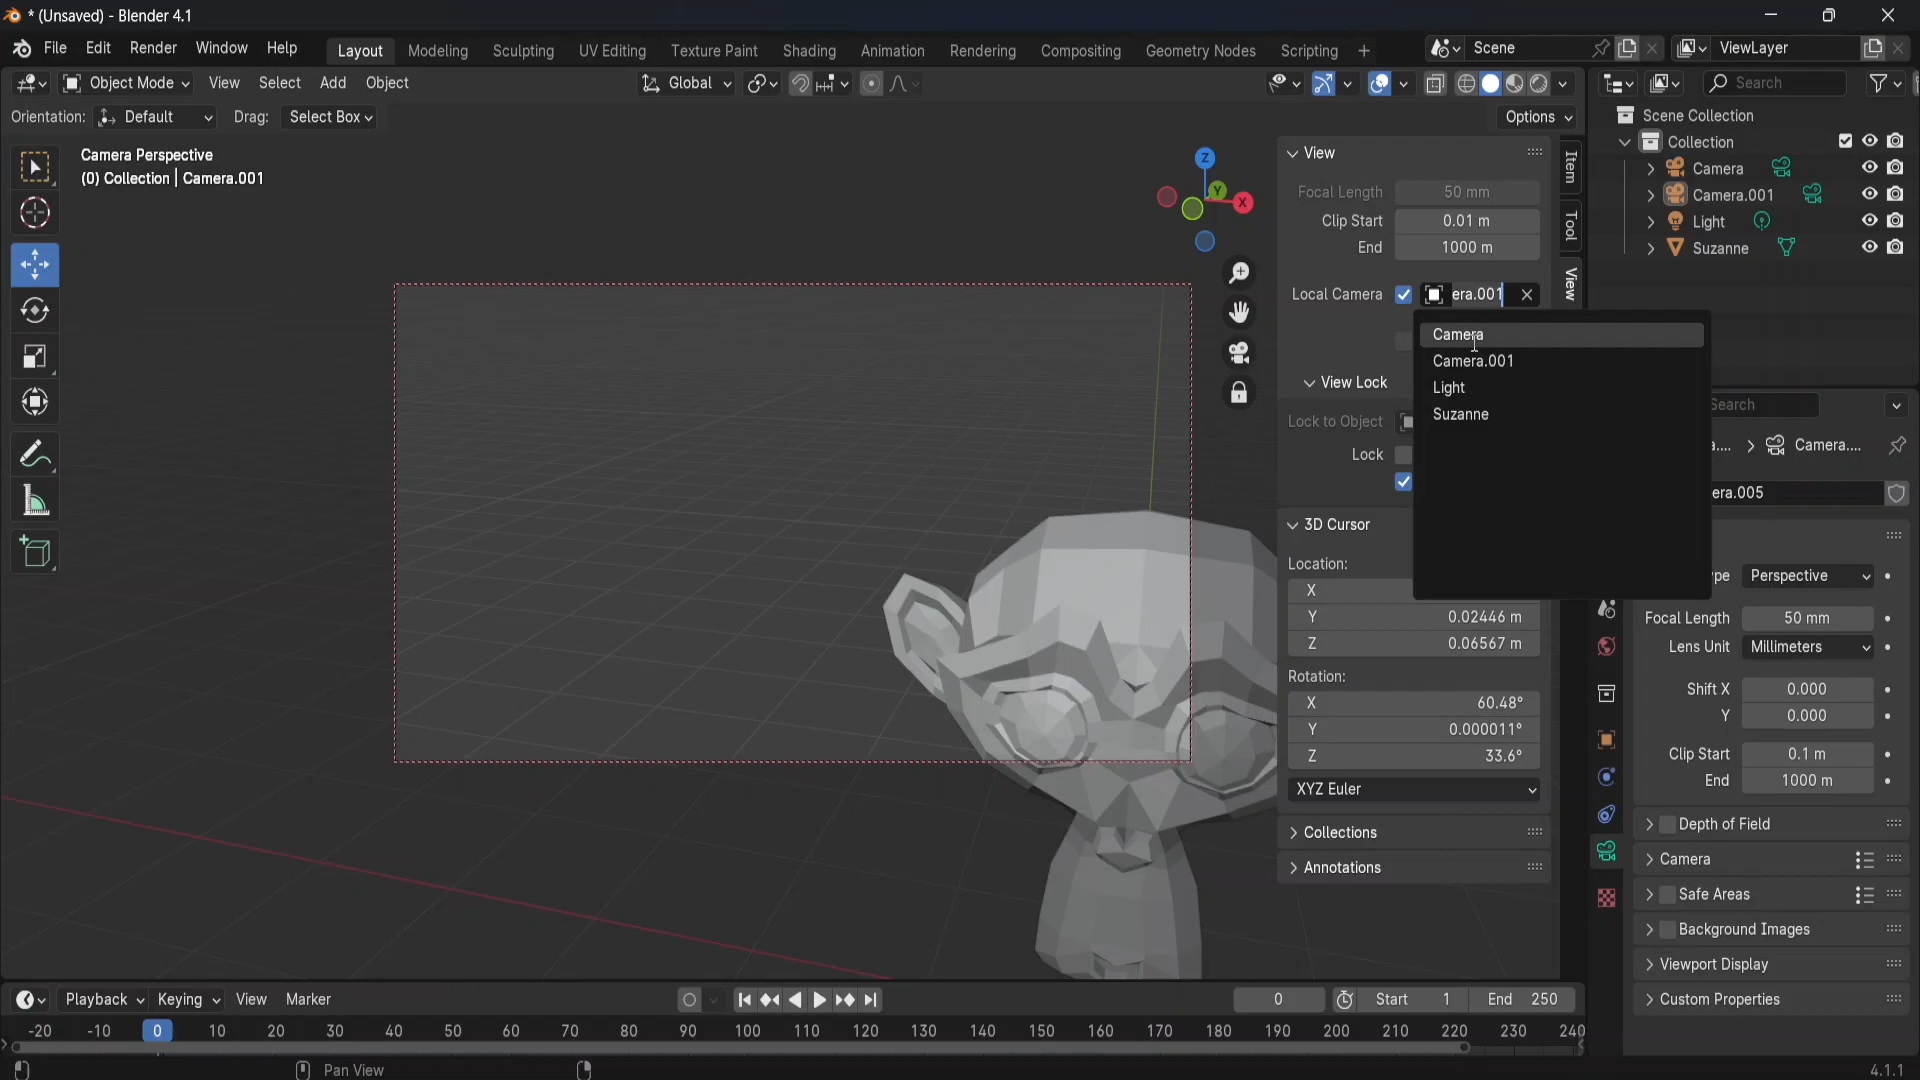 * (Unsaved) - Blender 4.1
File Edit Render Window Help Layout Modeling Sculpting UV Editing Texture Paint Shading Animation Rendering Compositing Geometry Nodes Scripting + Scene ViewLayer
Object Mode View Select Add Object Global Search
Orientation: Default Drag: Select Box Options
Scene Collection
Collection
Camera
Camera.001
Light
Suzanne
Camera Perspective
(0) Collection | Camera.001
Z
Y
X
View
Focal Length 50 mm
Clip Start 0.01 m
End 1000 m
Local Camera era.001
Camera
Camera.001
Light
Suzanne
View Lock
Lock to Object
Lock
3D Cursor
Location:
X
Y 0.02446 m
Z 0.06567 m
Rotation:
X 60.48°
Y 0.000011°
Z 33.6°
XYZ Euler
Collections
Annotations
Item
Tool
View
Search
a.... > Camera....
era.005
pe Perspective
Focal Length 50 mm
Lens Unit Millimeters
Shift X 0.000
Y 0.000
Clip Start 0.1 m
End 1000 m
Depth of Field
Camera
Safe Areas
Background Images
Viewport Display
Custom Properties
Playback Keying View Marker 0 Start 1 End 250
-20 -10 0 10 20 30 40 50 60 70 80 90 100 110 120 130 140 150 160 170 180 190 200 210 220 230 240
Pan View 4.1.1